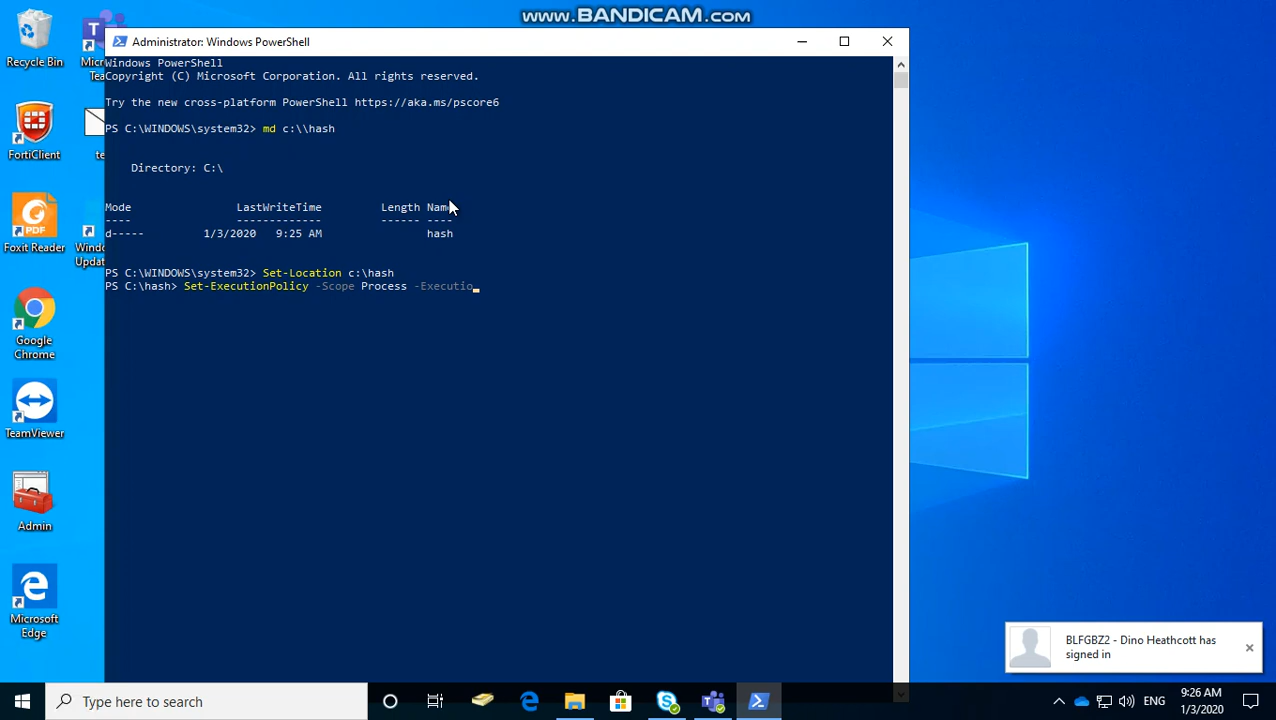 www.BANDICAM.com
Recycle Bin
FortiClient
Foxit Reader
Google
Chrome
TeamViewer
Admin
Microsoft
Edge
Administrator: Windows PowerShell
Windows PowerShell
Copyright (C) Microsoft Corporation. All rights reserved.
Try the new cross-platform PowerShell https://aka.ms/pscore6
PS C:\WINDOWS\system32> md c:\\hash
Directory: C:\
Mode LastWriteTime Length Name
---- ------------- ------ ----
d----- 1/3/2020 9:25 AM hash
PS C:\WINDOWS\system32> Set-Location c:\hash
PS C:\hash> Set-ExecutionPolicy -Scope Process -Executio_
BLFGBZ2 - Dino Heathcott has
signed in
Type here to search
ENG
9:26 AM
1/3/2020